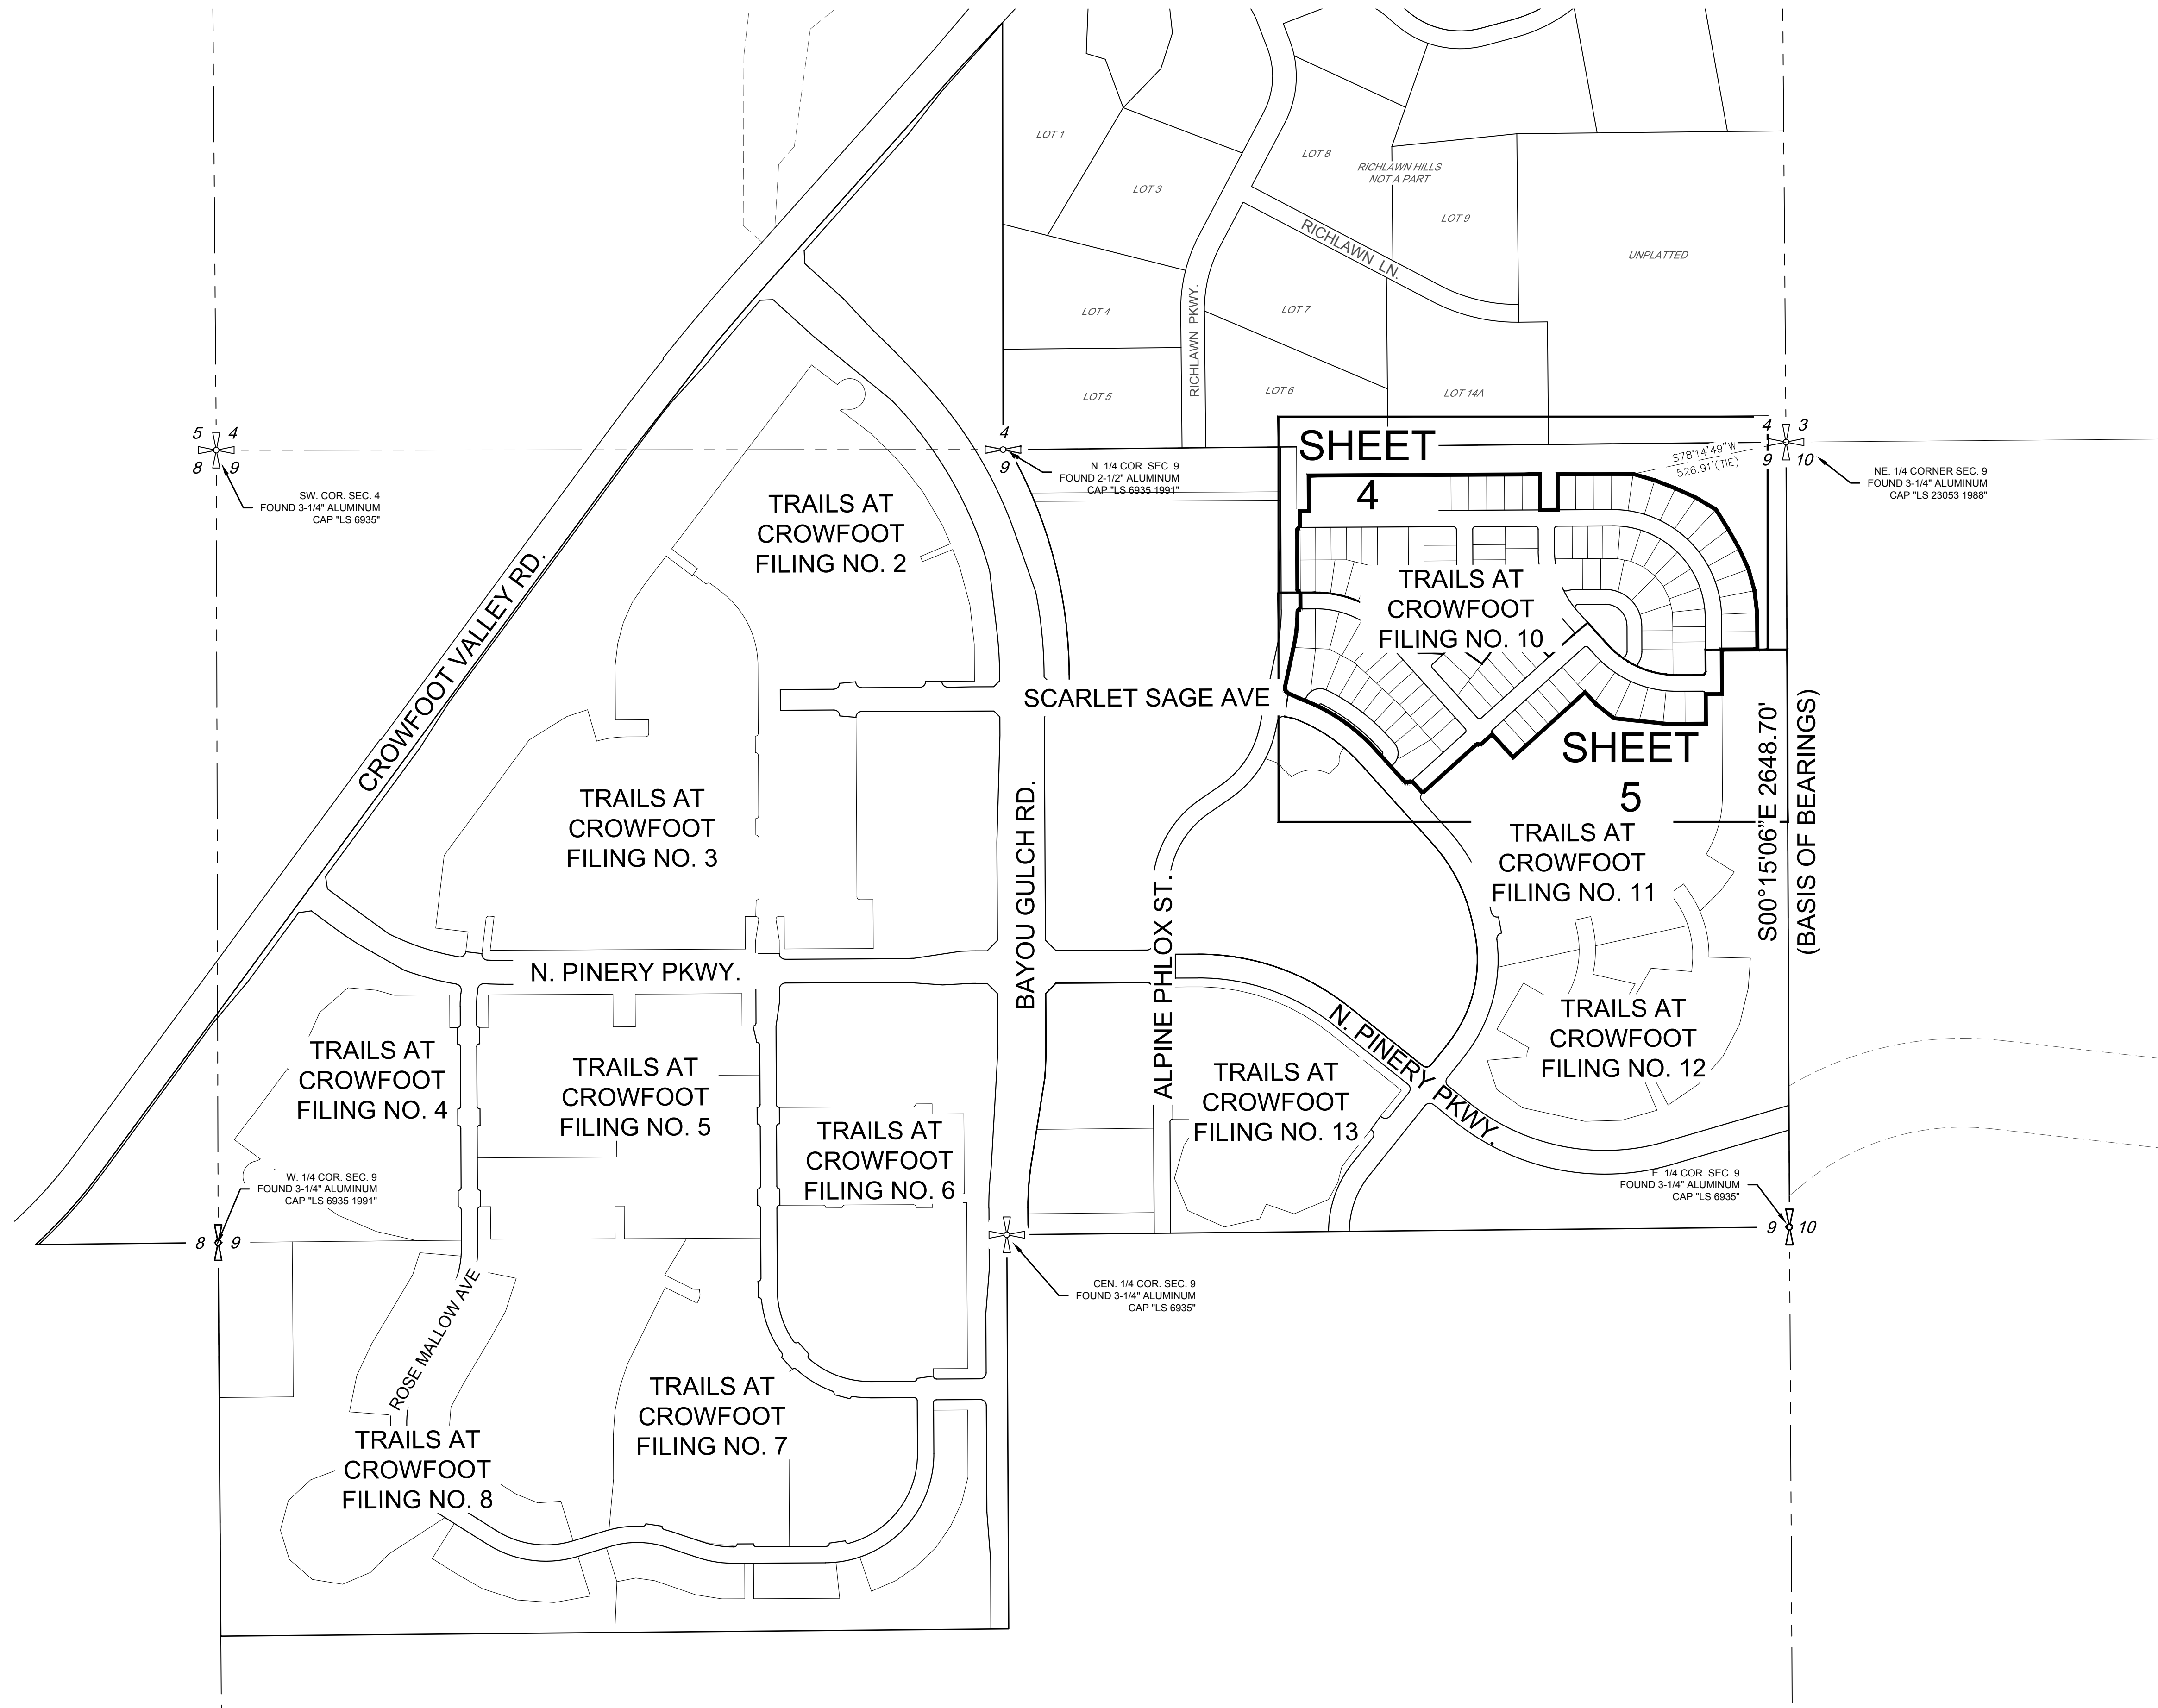 LOT 1
LOT 3
LOT 8
RICHLAWN HILLS
NOT A PART
LOT 9
RICHLAWN LN.
UNPLATTED
LOT 4
RICHLAWN PKWY.
LOT 7
LOT 5
LOT 6
LOT 14A
5 4
8 9
SW. COR. SEC. 4
FOUND 3-1/4" ALUMINUM
CAP "LS 6935"
4
9
N. 1/4 COR. SEC. 9
FOUND 2-1/2" ALUMINUM
CAP "LS 6935 1991"
SHEET
4
S78°14'49"W
526.91'(TIE)
4 3
9 10
NE. 1/4 CORNER SEC. 9
FOUND 3-1/4" ALUMINUM
CAP "LS 23053 1988"
TRAILS AT
CROWFOOT
FILING NO. 2
CROWFOOT VALLEY RD.
TRAILS AT
CROWFOOT
FILING NO. 10
SCARLET SAGE AVE
SHEET
5
S00°15'06"E 2648.70'
(BASIS OF BEARINGS)
TRAILS AT
CROWFOOT
FILING NO. 3
BAYOU GULCH RD.
TRAILS AT
CROWFOOT
FILING NO. 11
ALPINE PHLOX ST.
N. PINERY PKWY.
N. PINERY PKWY.
TRAILS AT
CROWFOOT
FILING NO. 12
TRAILS AT
CROWFOOT
FILING NO. 4
TRAILS AT
CROWFOOT
FILING NO. 5
TRAILS AT
CROWFOOT
FILING NO. 13
TRAILS AT
CROWFOOT
FILING NO. 6
W. 1/4 COR. SEC. 9
FOUND 3-1/4" ALUMINUM
CAP "LS 6935 1991"
8 9
E. 1/4 COR. SEC. 9
FOUND 3-1/4" ALUMINUM
CAP "LS 6935"
9 10
CEN. 1/4 COR. SEC. 9
FOUND 3-1/4" ALUMINUM
CAP "LS 6935"
ROSE MALLOW AVE
TRAILS AT
CROWFOOT
FILING NO. 7
TRAILS AT
CROWFOOT
FILING NO. 8